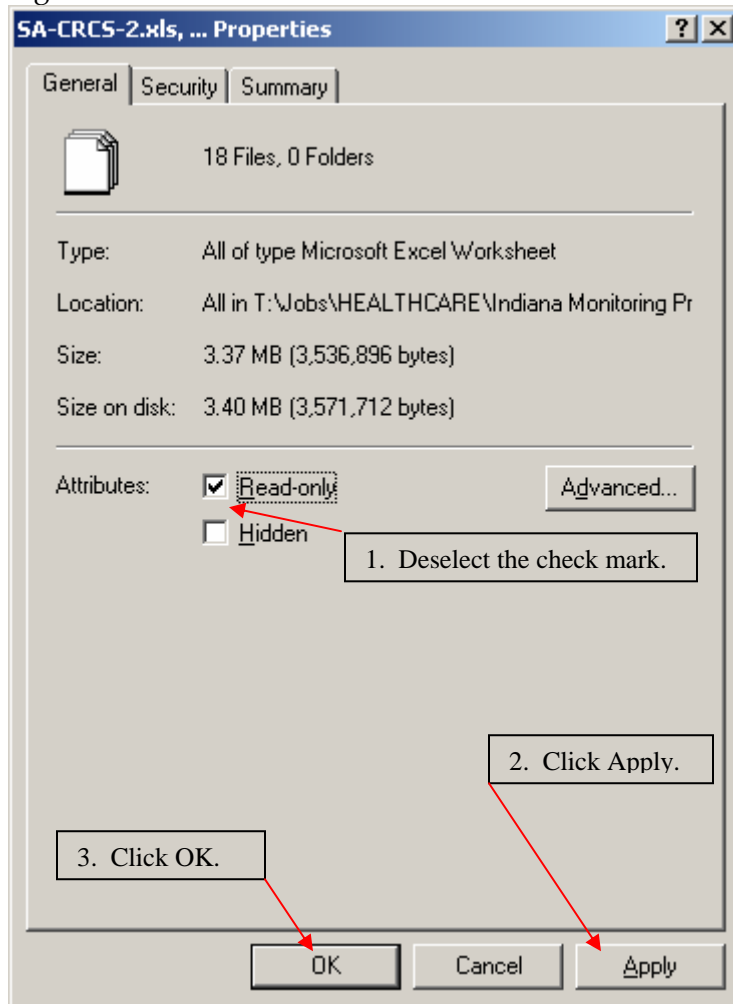 SA-CRCS-2.xls, ... Properties ? ×
General Security Summary
18 Files, 0 Folders
Type: All of type Microsoft Excel Worksheet
Location: All in T:\Jobs\HEALTHCARE\Indiana Monitoring Pr
Size: 3.37 MB (3,536,896 bytes)
Size on disk: 3.40 MB (3,571,712 bytes)
Attributes: Read-only Advanced...
Hidden
1. Deselect the check mark.
2. Click Apply.
3. Click OK.
OK Cancel Apply